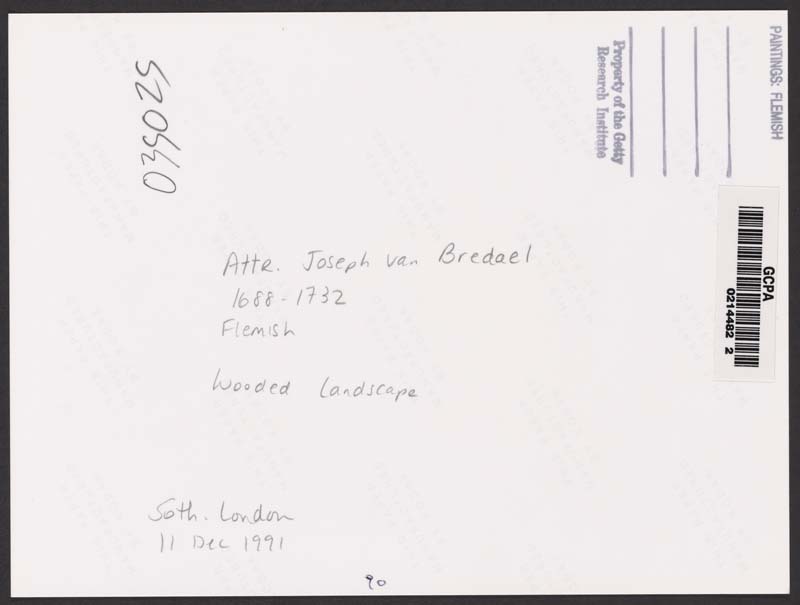 PAINTINGS: FLEMISH
Property of the Getty
Research Institute
GCPA
0214482 2
Attr. Joseph van Bredael
1688-1732
Flemish
Wooded Landscape
Soth. London
11 Dec 1991
90